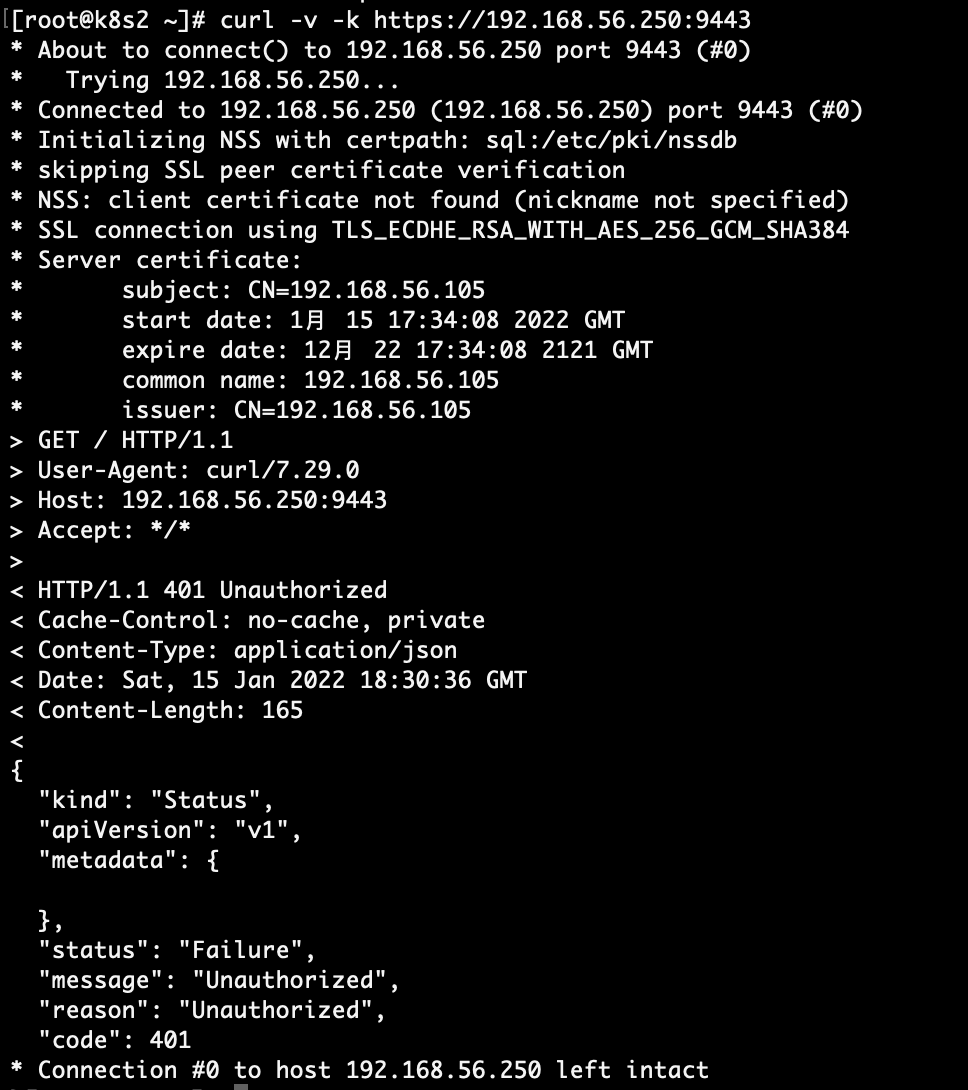 [root@k8s2 ~]# curl -v -k https://192.168.56.250:9443
* About to connect() to 192.168.56.250 port 9443 (#0)
*   Trying 192.168.56.250...
* Connected to 192.168.56.250 (192.168.56.250) port 9443 (#0)
* Initializing NSS with certpath: sql:/etc/pki/nssdb
* skipping SSL peer certificate verification
* NSS: client certificate not found (nickname not specified)
* SSL connection using TLS_ECDHE_RSA_WITH_AES_256_GCM_SHA384
* Server certificate:
*       subject: CN=192.168.56.105
*       start date: 1月 15 17:34:08 2022 GMT
*       expire date: 12月 22 17:34:08 2121 GMT
*       common name: 192.168.56.105
*       issuer: CN=192.168.56.105
> GET / HTTP/1.1
> User-Agent: curl/7.29.0
> Host: 192.168.56.250:9443
> Accept: */*
>
< HTTP/1.1 401 Unauthorized
< Cache-Control: no-cache, private
< Content-Type: application/json
< Date: Sat, 15 Jan 2022 18:30:36 GMT
< Content-Length: 165
<
{
  "kind": "Status",
  "apiVersion": "v1",
  "metadata": {
  },
  "status": "Failure",
  "message": "Unauthorized",
  "reason": "Unauthorized",
  "code": 401
* Connection #0 to host 192.168.56.250 left intact